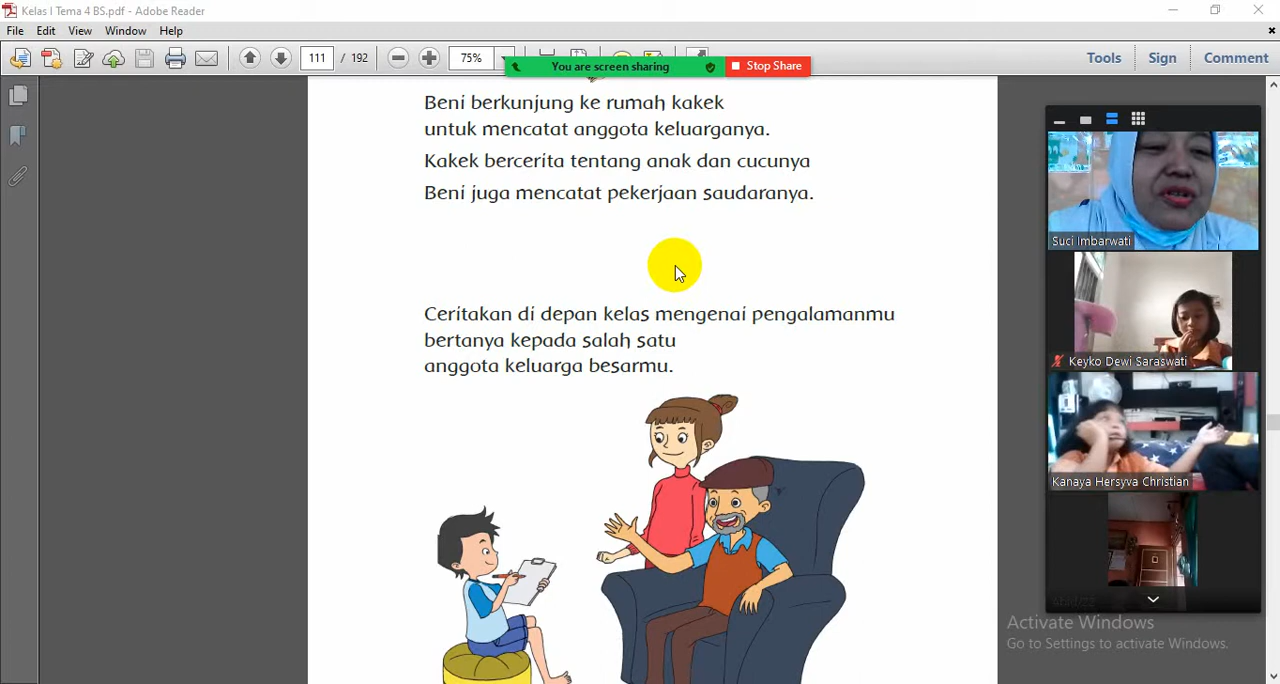 Kelas I Tema 4 BS.pdf - Adobe Reader
File Edit View Window Help
111 / 192 75% Tools Sign Comment
You are screen sharing Stop Share
Beni berkunjung ke rumah kakek
untuk mencatat anggota keluarganya.
Kakek bercerita tentang anak dan cucunya
Beni juga mencatat pekerjaan saudaranya.
Ceritakan di depan kelas mengenai pengalamanmu
bertanya kepada salah satu
anggota keluarga besarmu.
Suci Imbarwati
Keyko Dewi Saraswati
Kanaya Hersyva Christian
Activate Windows
Go to Settings to activate Windows.